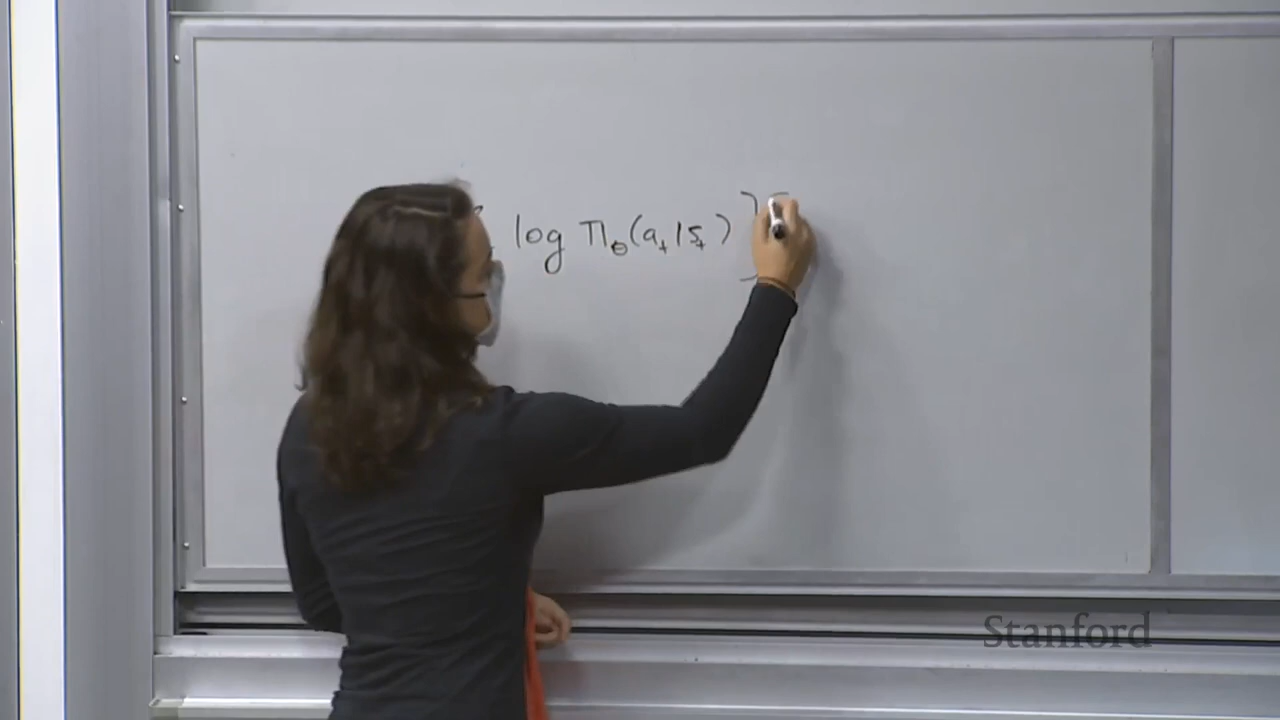 log π_θ(a_t|s_t)] [
Stanford